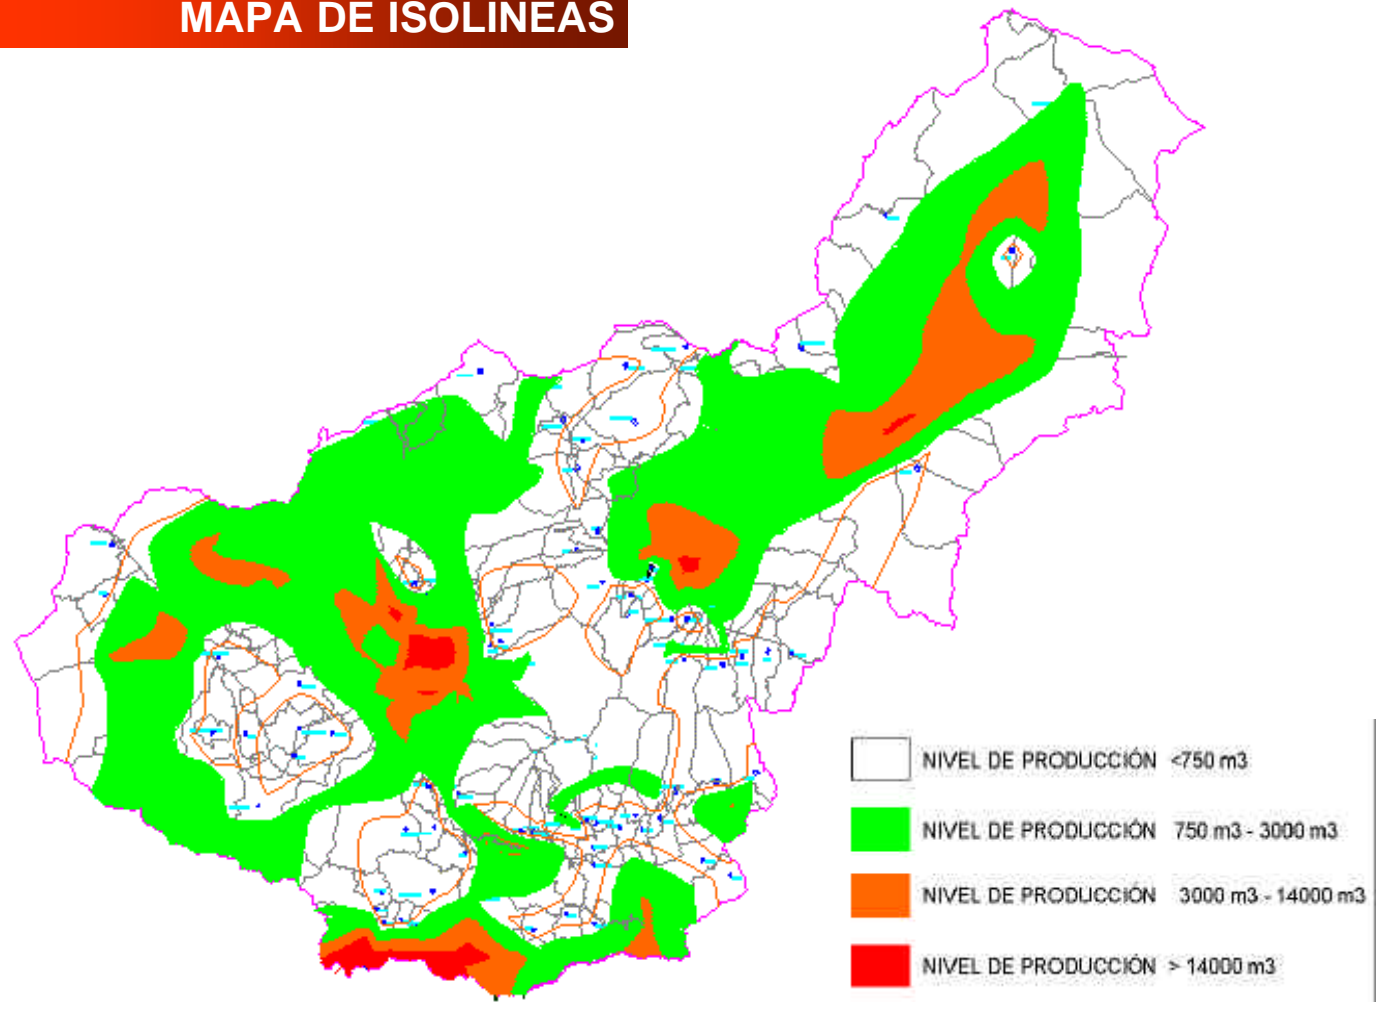 MAPA DE ISOLINEAS
NIVEL DE PRODUCCIÓN <750 m3
NIVEL DE PRODUCCIÓN 750 m3 - 3000 m3
NIVEL DE PRODUCCIÓN 3000 m3 - 14000 m3
NIVEL DE PRODUCCIÓN > 14000 m3